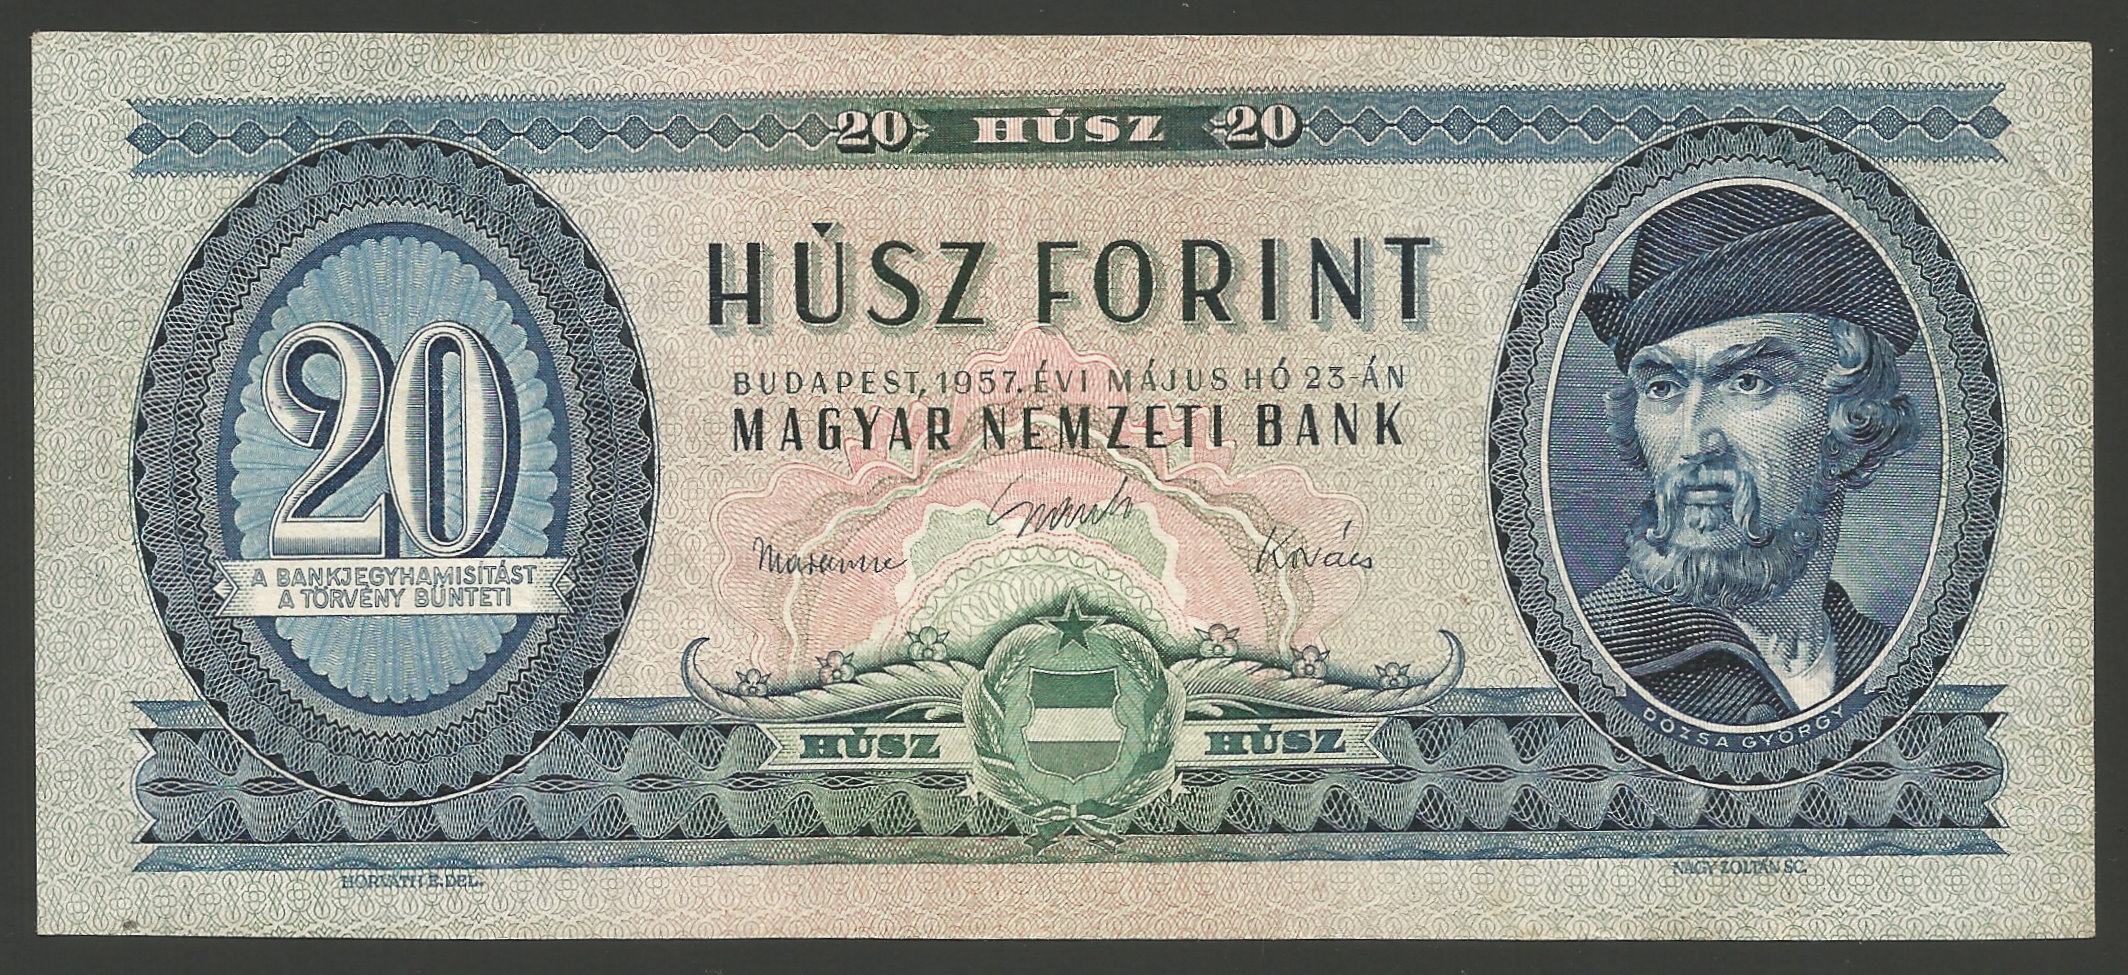 20 HÚSZ 20
HÚSZ FORINT
BUDAPEST, 1957. ÉVI MÁJUS HÓ 23-ÁN
MAGYAR NEMZETI BANK
20
A BANKJEGYHAMISÍTÁST
A TÖRVÉNY BÜNTETI
Kovács
HÚSZ HÚSZ
DÓZSA GYÖRGY
HORVÁTH E. DEL.
NAGY ZOLTÁN SC.